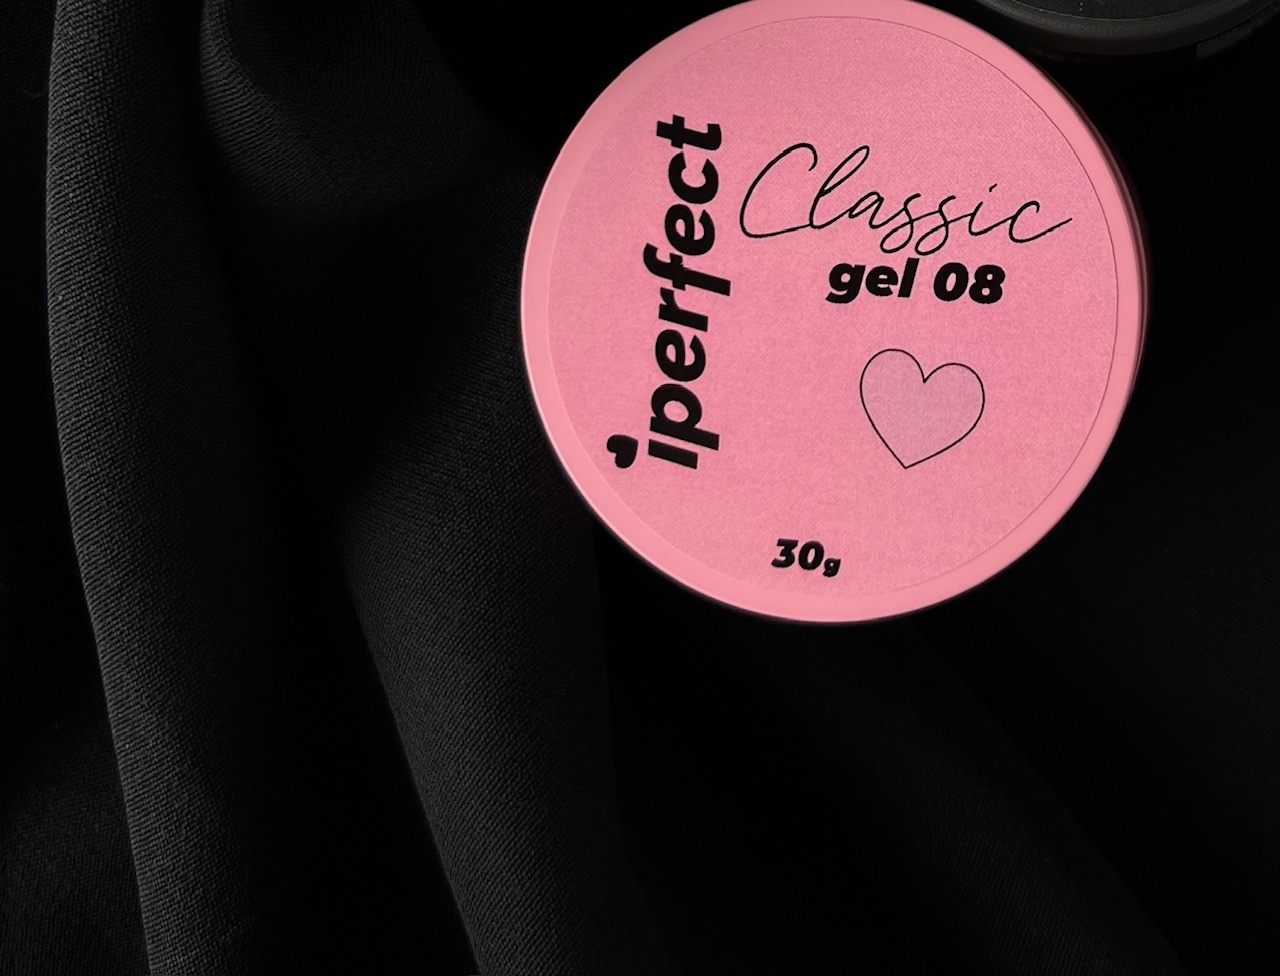 iperfect
Classic
gel 08
30g